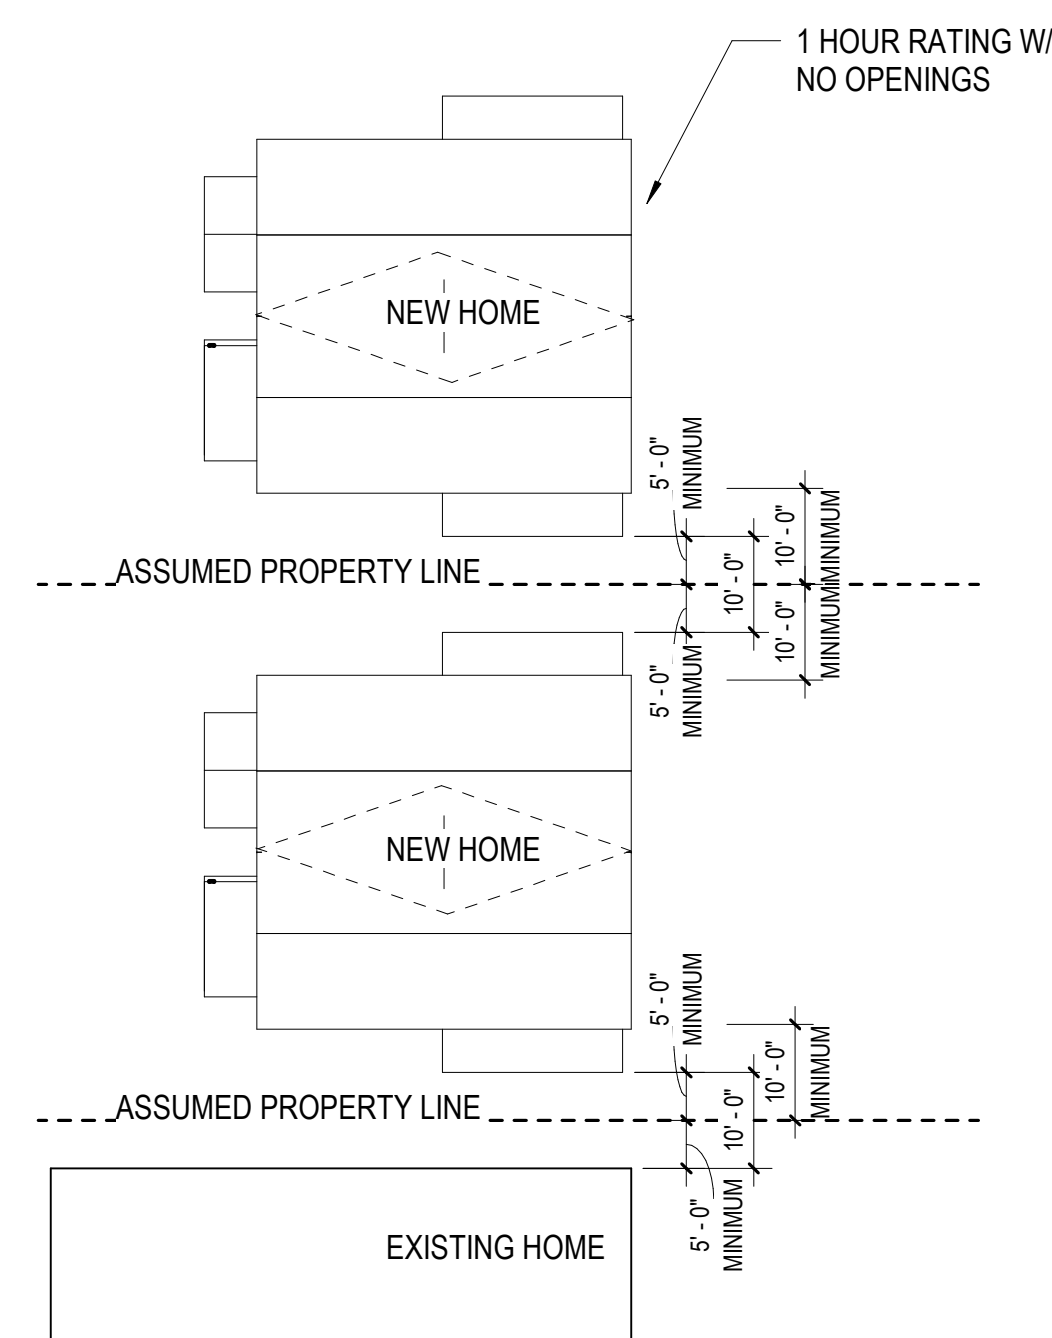 1 HOUR RATING W/
NO OPENINGS
NEW HOME
5' - 0"
MINIMUM
10' - 0"
MINIMUM
ASSUMED PROPERTY LINE
10' - 0"
10' - 0"
MINIMUM
5' - 0"
MINIMUM
NEW HOME
5' - 0"
MINIMUM
10' - 0"
MINIMUM
ASSUMED PROPERTY LINE
10' - 0"
5' - 0"
MINIMUM
EXISTING HOME